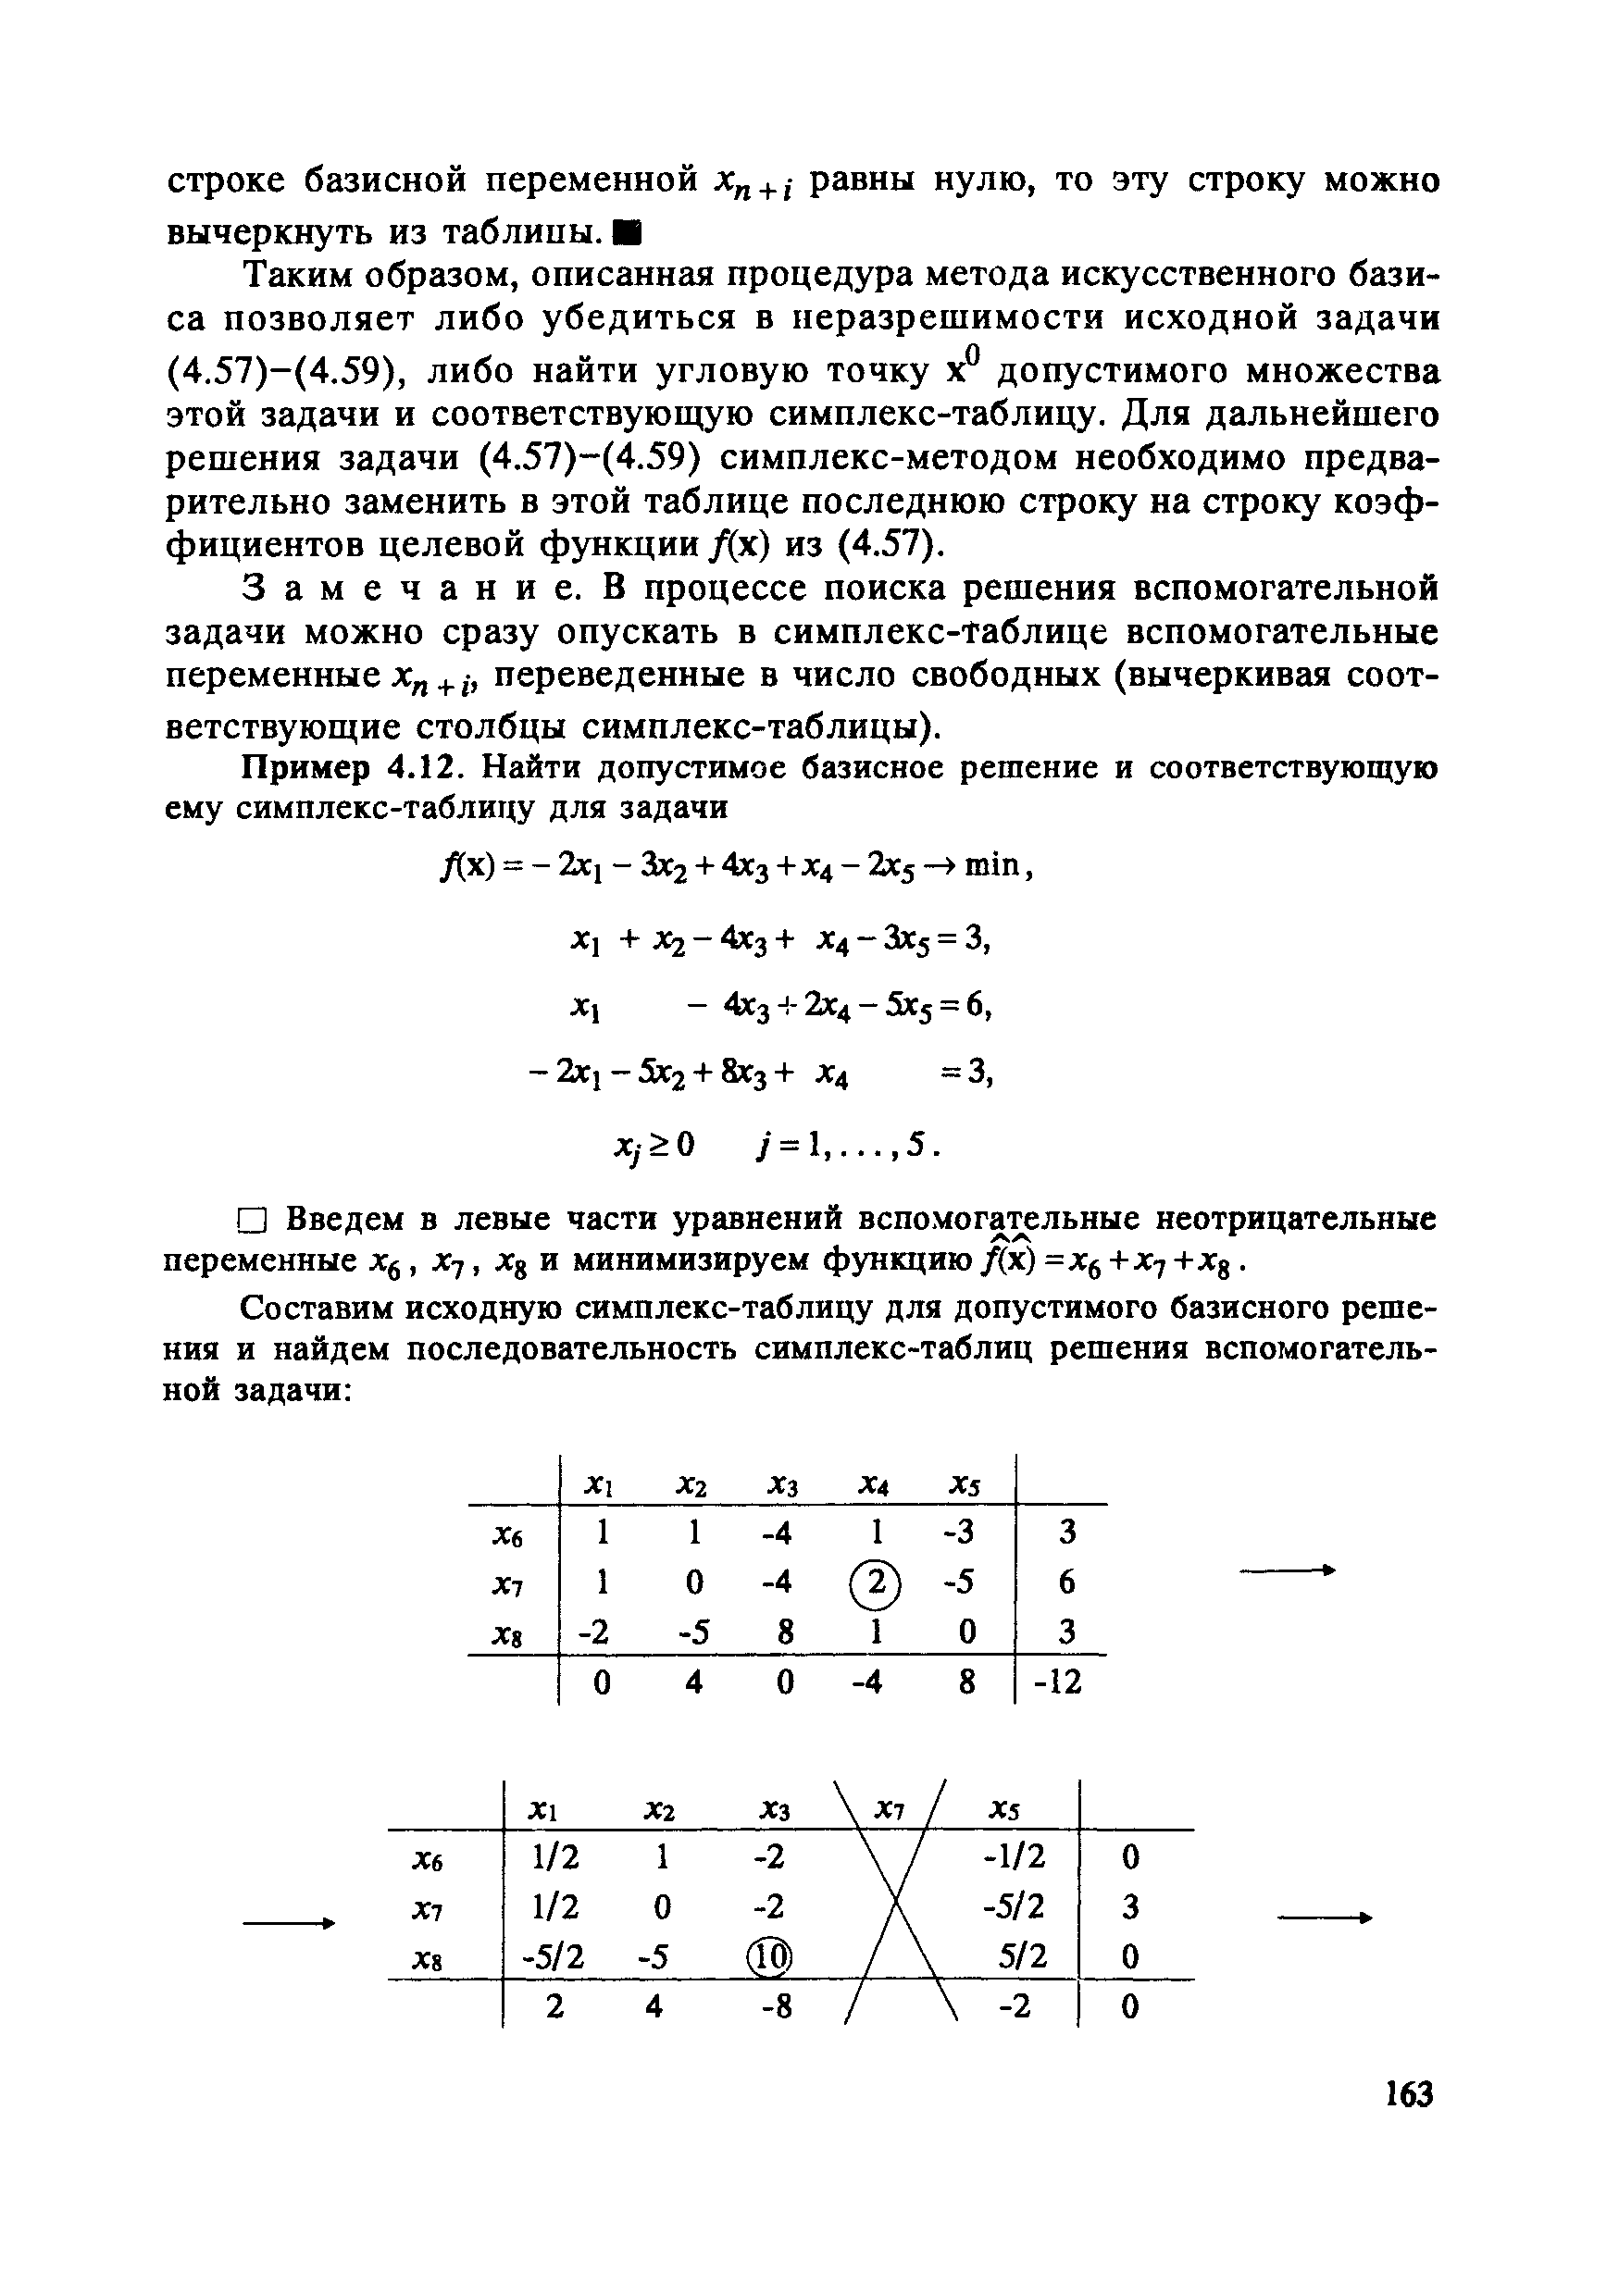 строке базисной переменной xₙ₊ᵢ равны нулю, то эту строку можно
вычеркнуть из таблицы. ■
Таким образом, описанная процедура метода искусственного бази-
са позволяет либо убедиться в неразрешимости исходной задачи
(4.57)–(4.59), либо найти угловую точку x⁰ допустимого множества
этой задачи и соответствующую симплекс-таблицу. Для дальнейшего
решения задачи (4.57)–(4.59) симплекс-методом необходимо предва-
рительно заменить в этой таблице последнюю строку на строку коэф-
фициентов целевой функции f(x) из (4.57).
З а м е ч а н и е. В процессе поиска решения вспомогательной
задачи можно сразу опускать в симплекс-таблице вспомогательные
переменные xₙ₊ᵢ, переведенные в число свободных (вычеркивая соот-
ветствующие столбцы симплекс-таблицы).
Пример 4.12. Найти допустимое базисное решение и соответствующую
ему симплекс-таблицу для задачи
f(x) = – 2x₁ – 3x₂ + 4x₃ + x₄ – 2x₅ → min,
x₁ + x₂ – 4x₃ + x₄ – 3x₅ = 3,
x₁ – 4x₃ + 2x₄ – 5x₅ = 6,
– 2x₁ – 5x₂ + 8x₃ + x₄ = 3,
xⱼ ≥ 0 j = 1,...,5.
□ Введем в левые части уравнений вспомогательные неотрицательные
переменные x₆, x₇, x₈ и минимизируем функцию f̂(x̂) = x₆ + x₇ + x₈.
Составим исходную симплекс-таблицу для допустимого базисного реше-
ния и найдем последовательность симплекс-таблиц решения вспомогатель-
ной задачи:
x₁ x₂ x₃ x₄ x₅
x₆ 1 1 -4 1 -3 3
x₇ 1 0 -4 2 -5 6
x₈ -2 -5 8 1 0 3
0 4 0 -4 8 -12
x₁ x₂ x₃ x₇ x₅
x₆ 1/2 1 -2 -1/2 0
x₇ 1/2 0 -2 -5/2 3
x₈ -5/2 -5 10 5/2 0
2 4 -8 -2 0
163